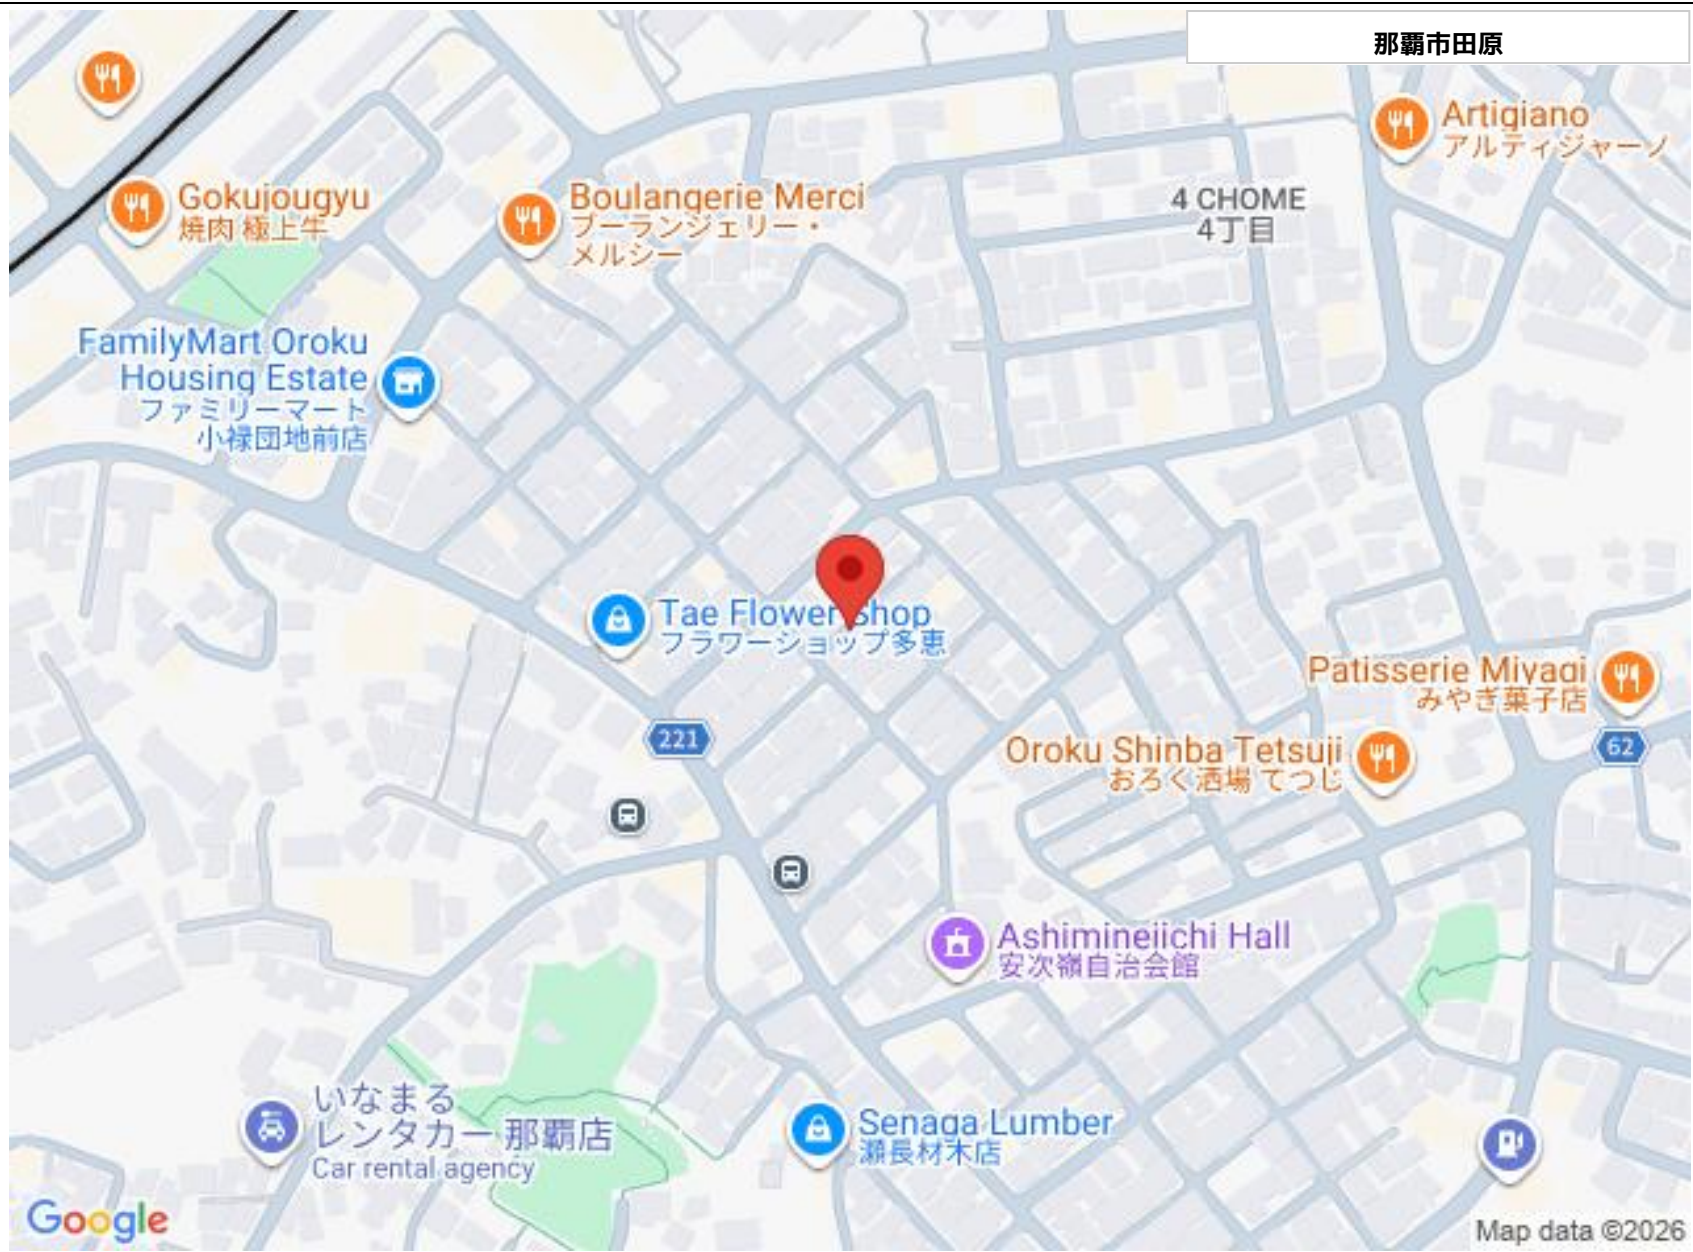 那覇市田原
Artigiano
アルティジャーノ
Gokujougyu
焼肉 極上牛
Boulangerie Merci
ブーランジェリー・
メルシー
4 CHOME
4丁目
FamilyMart Oroku
Housing Estate
ファミリーマート
小禄団地前店
Tae Flower Shop
フラワーショップ多恵
Patisserie Miyagi
みやぎ菓子店
221
62
Oroku Shinba Tetsuji
おろく酒場 てつじ
Ashimineiichi Hall
安次嶺自治会館
いなまる
レンタカー 那覇店
Car rental agency
Senaga Lumber
瀬長材木店
Google
Map data ©2026